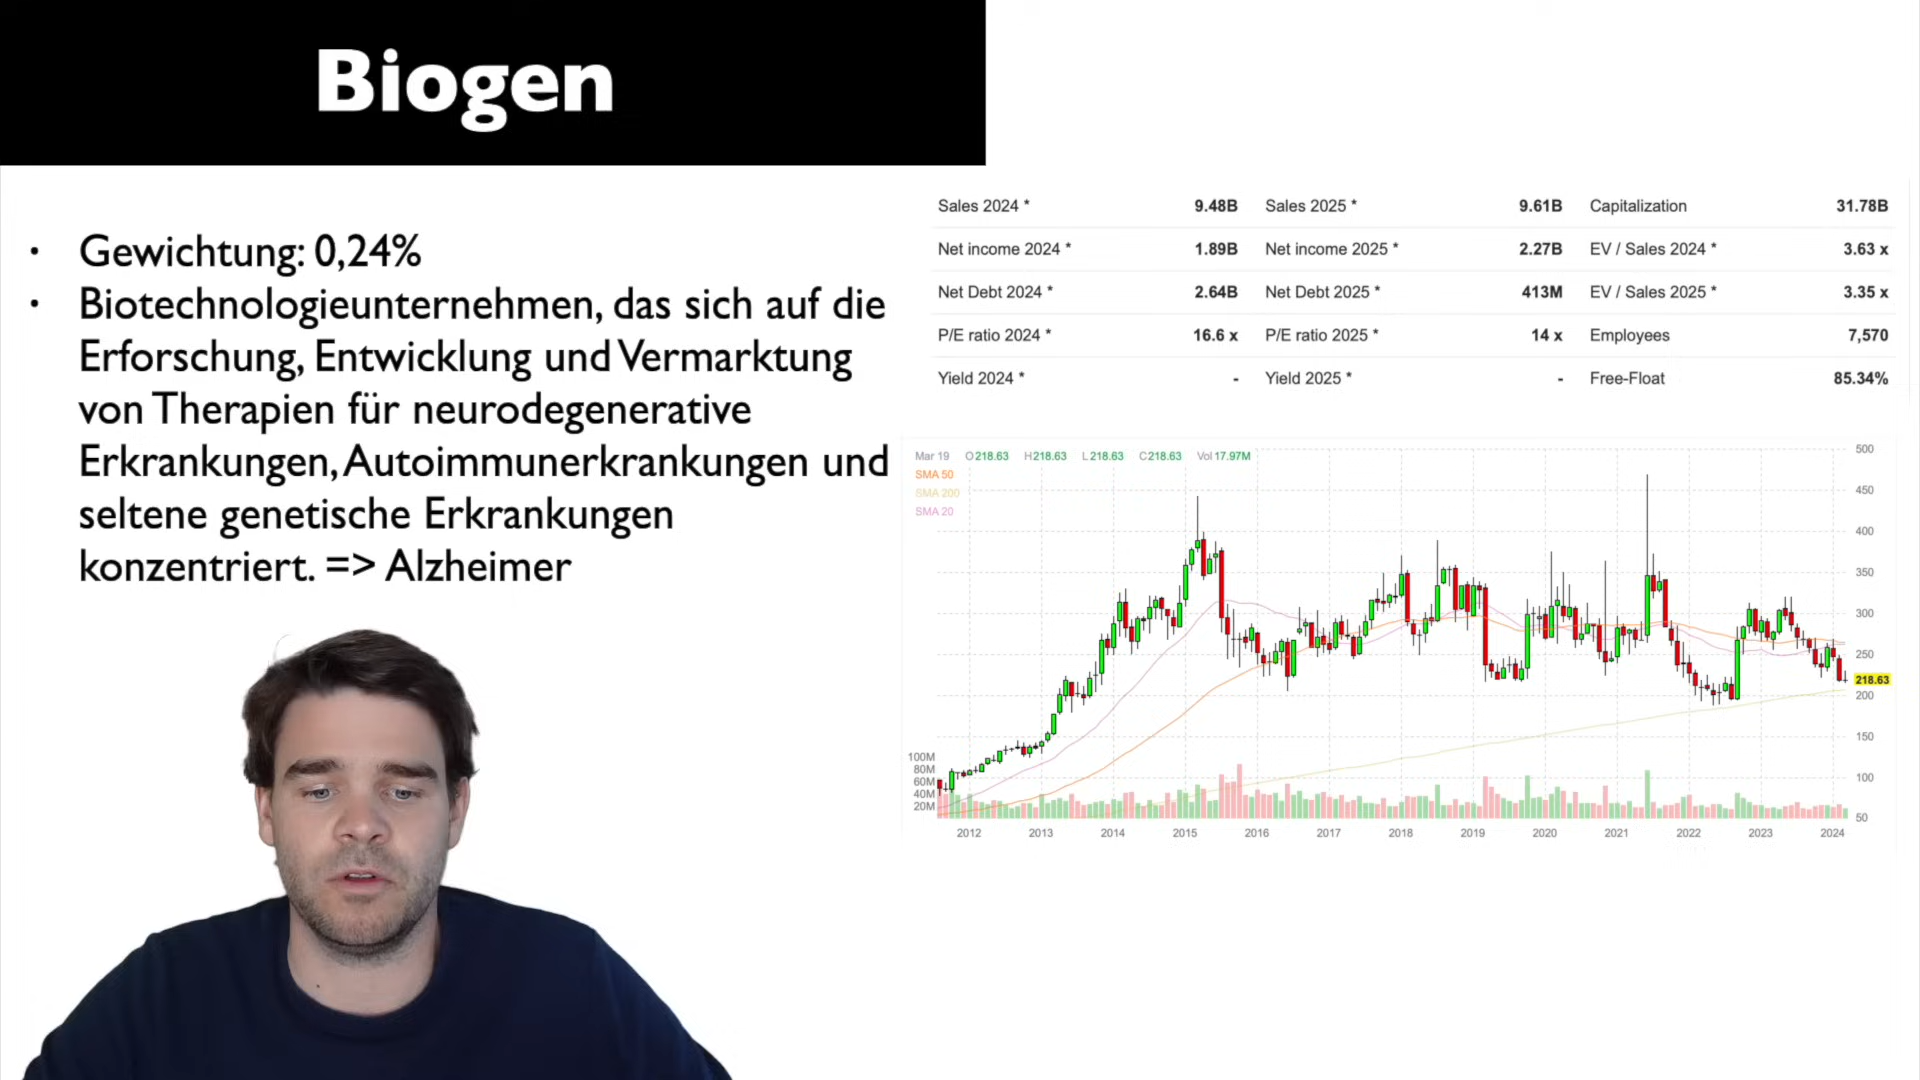 Biogen
• Gewichtung: 0,24%
• Biotechnologieunternehmen, das sich auf die
Erforschung, Entwicklung und Vermarktung
von Therapien für neurodegenerative
Erkrankungen, Autoimmunerkrankungen und
seltene genetische Erkrankungen
konzentriert. => Alzheimer
Sales 2024 * 9.48B Sales 2025 * 9.61B Capitalization 31.78B
Net income 2024 * 1.89B Net income 2025 * 2.27B EV / Sales 2024 * 3.63 x
Net Debt 2024 * 2.64B Net Debt 2025 * 413M EV / Sales 2025 * 3.35 x
P/E ratio 2024 * 16.6 x P/E ratio 2025 * 14 x Employees 7,570
Yield 2024 * - Yield 2025 * - Free-Float 85.34%
Mar 19 O218.63 H218.63 L218.63 C218.63 Vol 17.97M
SMA 50
SMA 200
SMA 20
500
450
400
350
300
250
218.63
200
150
100
50
100M
80M
60M
40M
20M
2012 2013 2014 2015 2016 2017 2018 2019 2020 2021 2022 2023 2024